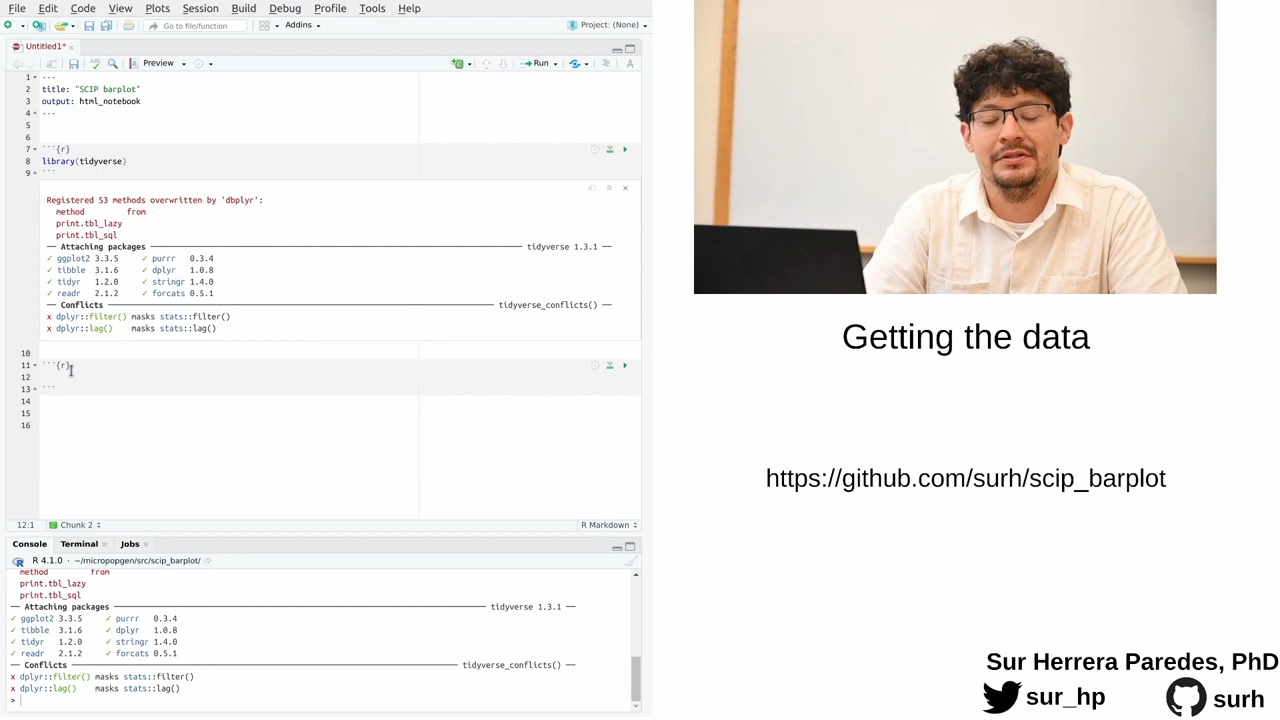 File Edit Code View Plots Session Build Debug Profile Tools Help
Go to file/function Addins Project: (None)
Untitled1*
Preview Run
1 ---
2 title: "SCIP barplot"
3 output: html_notebook
4 ---
5
6
7 ```{r}
8 library(tidyverse)
9 ```
Registered S3 methods overwritten by 'dbplyr':
method from
print.tbl_lazy
print.tbl_sql
── Attaching packages ── tidyverse 1.3.1 ──
✓ ggplot2 3.3.5 ✓ purrr 0.3.4
✓ tibble 3.1.6 ✓ dplyr 1.0.8
✓ tidyr 1.2.0 ✓ stringr 1.4.0
✓ readr 2.1.2 ✓ forcats 0.5.1
── Conflicts ── tidyverse_conflicts() ──
x dplyr::filter() masks stats::filter()
x dplyr::lag() masks stats::lag()
10
11 ```{r}
12
13 ```
14
15
16
12:1 Chunk 2 R Markdown
Console Terminal Jobs
R 4.1.0 · ~/micropopgen/src/scip_barplot/
method from
print.tbl_lazy
print.tbl_sql
── Attaching packages ── tidyverse 1.3.1 ──
✓ ggplot2 3.3.5 ✓ purrr 0.3.4
✓ tibble 3.1.6 ✓ dplyr 1.0.8
✓ tidyr 1.2.0 ✓ stringr 1.4.0
✓ readr 2.1.2 ✓ forcats 0.5.1
── Conflicts ── tidyverse_conflicts() ──
x dplyr::filter() masks stats::filter()
x dplyr::lag() masks stats::lag()
>
Getting the data
https://github.com/surh/scip_barplot
Sur Herrera Paredes, PhD
sur_hp surh